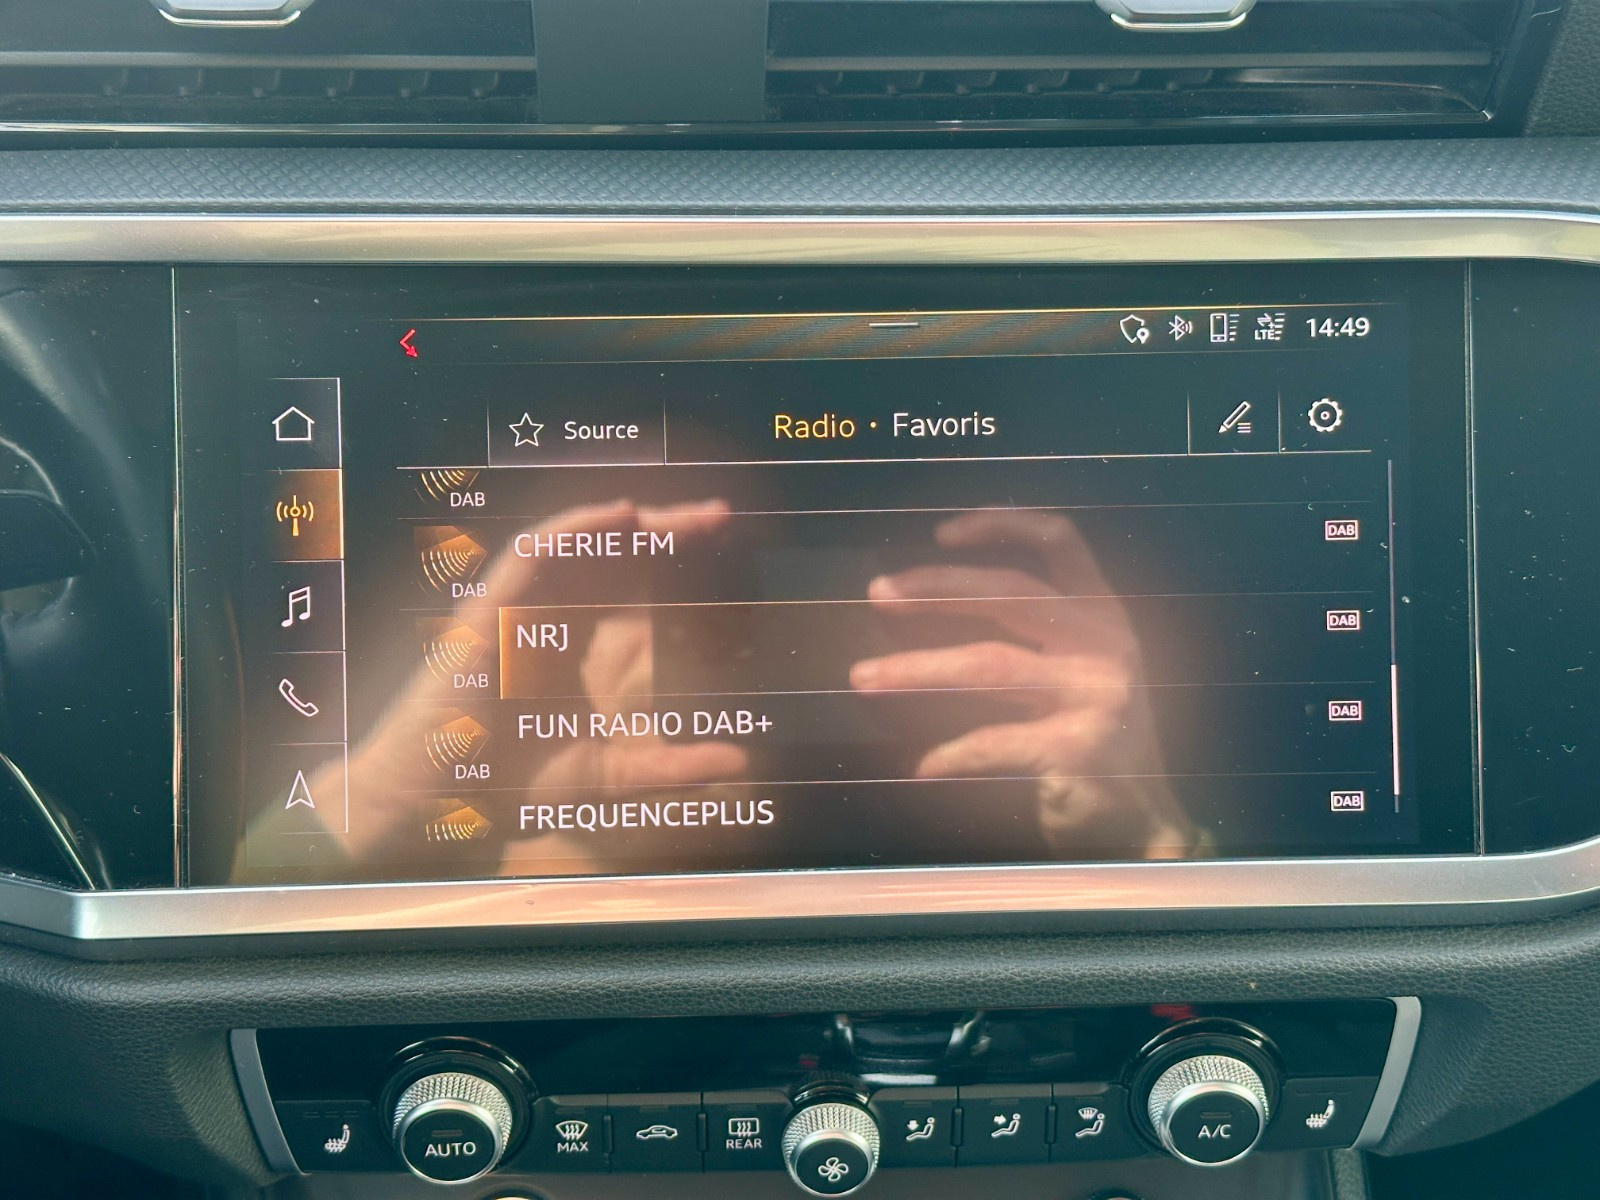 LTE 14:49
Source Radio • Favoris
DAB
CHERIE FM DAB
DAB
NRJ DAB
DAB
FUN RADIO DAB+ DAB
DAB
FREQUENCEPLUS DAB
AUTO MAX REAR A/C